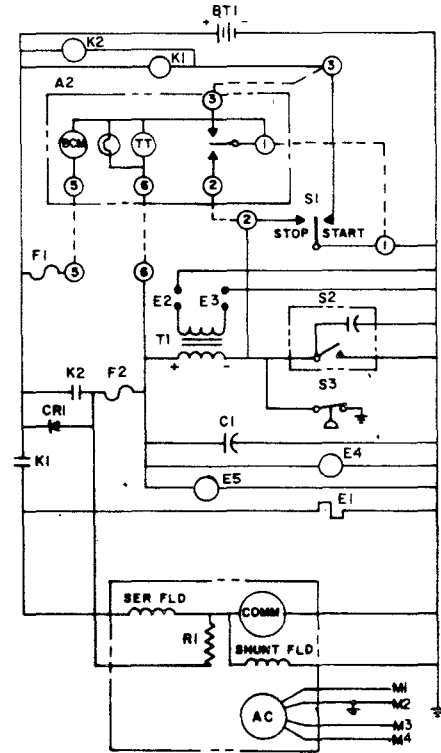 BT1
+ -
K2
K1
3
A2
3
BCM
TT
1
5
6
2
2
S1
STOP START
1
F1
5
6
E2
E3
S2
T1
+ -
S3
K2
F2
CR1
C1
K1
E4
E5
E1
SER FLD
COMM
R1
SHUNT FLD
AC
M1
M2
M3
M4